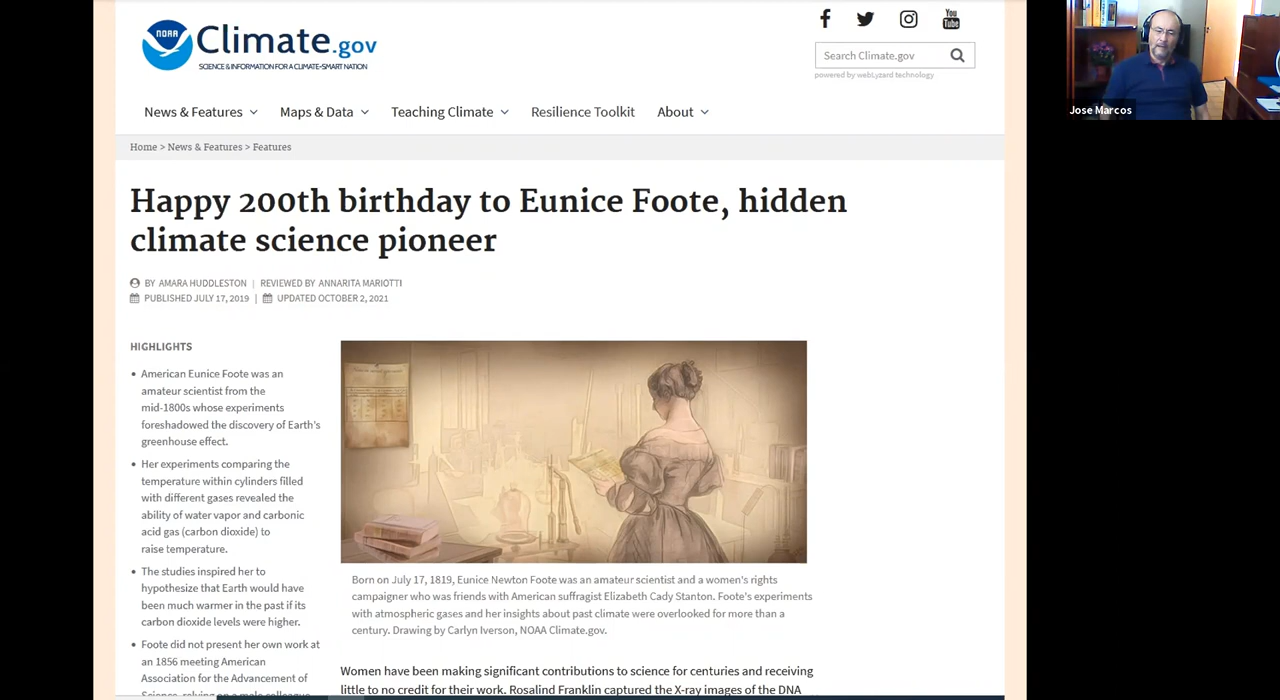 NOAA
Climate.gov
SCIENCE & INFORMATION FOR A CLIMATE-SMART NATION
You
Tube
Search Climate.gov
powered by webLyzard technology
News & Features
Maps & Data
Teaching Climate
Resilience Toolkit
About
Home > News & Features > Features
Happy 200th birthday to Eunice Foote, hidden
climate science pioneer
BY AMARA HUDDLESTON | REVIEWED BY ANNARITA MARIOTTI
PUBLISHED JULY 17, 2019 | UPDATED OCTOBER 2, 2021
HIGHLIGHTS
• American Eunice Foote was an
amateur scientist from the
mid-1800s whose experiments
foreshadowed the discovery of Earth's
greenhouse effect.
• Her experiments comparing the
temperature within cylinders filled
with different gases revealed the
ability of water vapor and carbonic
acid gas (carbon dioxide) to
raise temperature.
• The studies inspired her to
hypothesize that Earth would have
been much warmer in the past if its
carbon dioxide levels were higher.
• Foote did not present her own work at
an 1856 meeting American
Association for the Advancement of
Science, relying on a male colleague
Born on July 17, 1819, Eunice Newton Foote was an amateur scientist and a women's rights
campaigner who was friends with American suffragist Elizabeth Cady Stanton. Foote's experiments
with atmospheric gases and her insights about past climate were overlooked for more than a
century. Drawing by Carlyn Iverson, NOAA Climate.gov.
Women have been making significant contributions to science for centuries and receiving
little to no credit for their work. Rosalind Franklin captured the X-ray images of the DNA
Jose Marcos